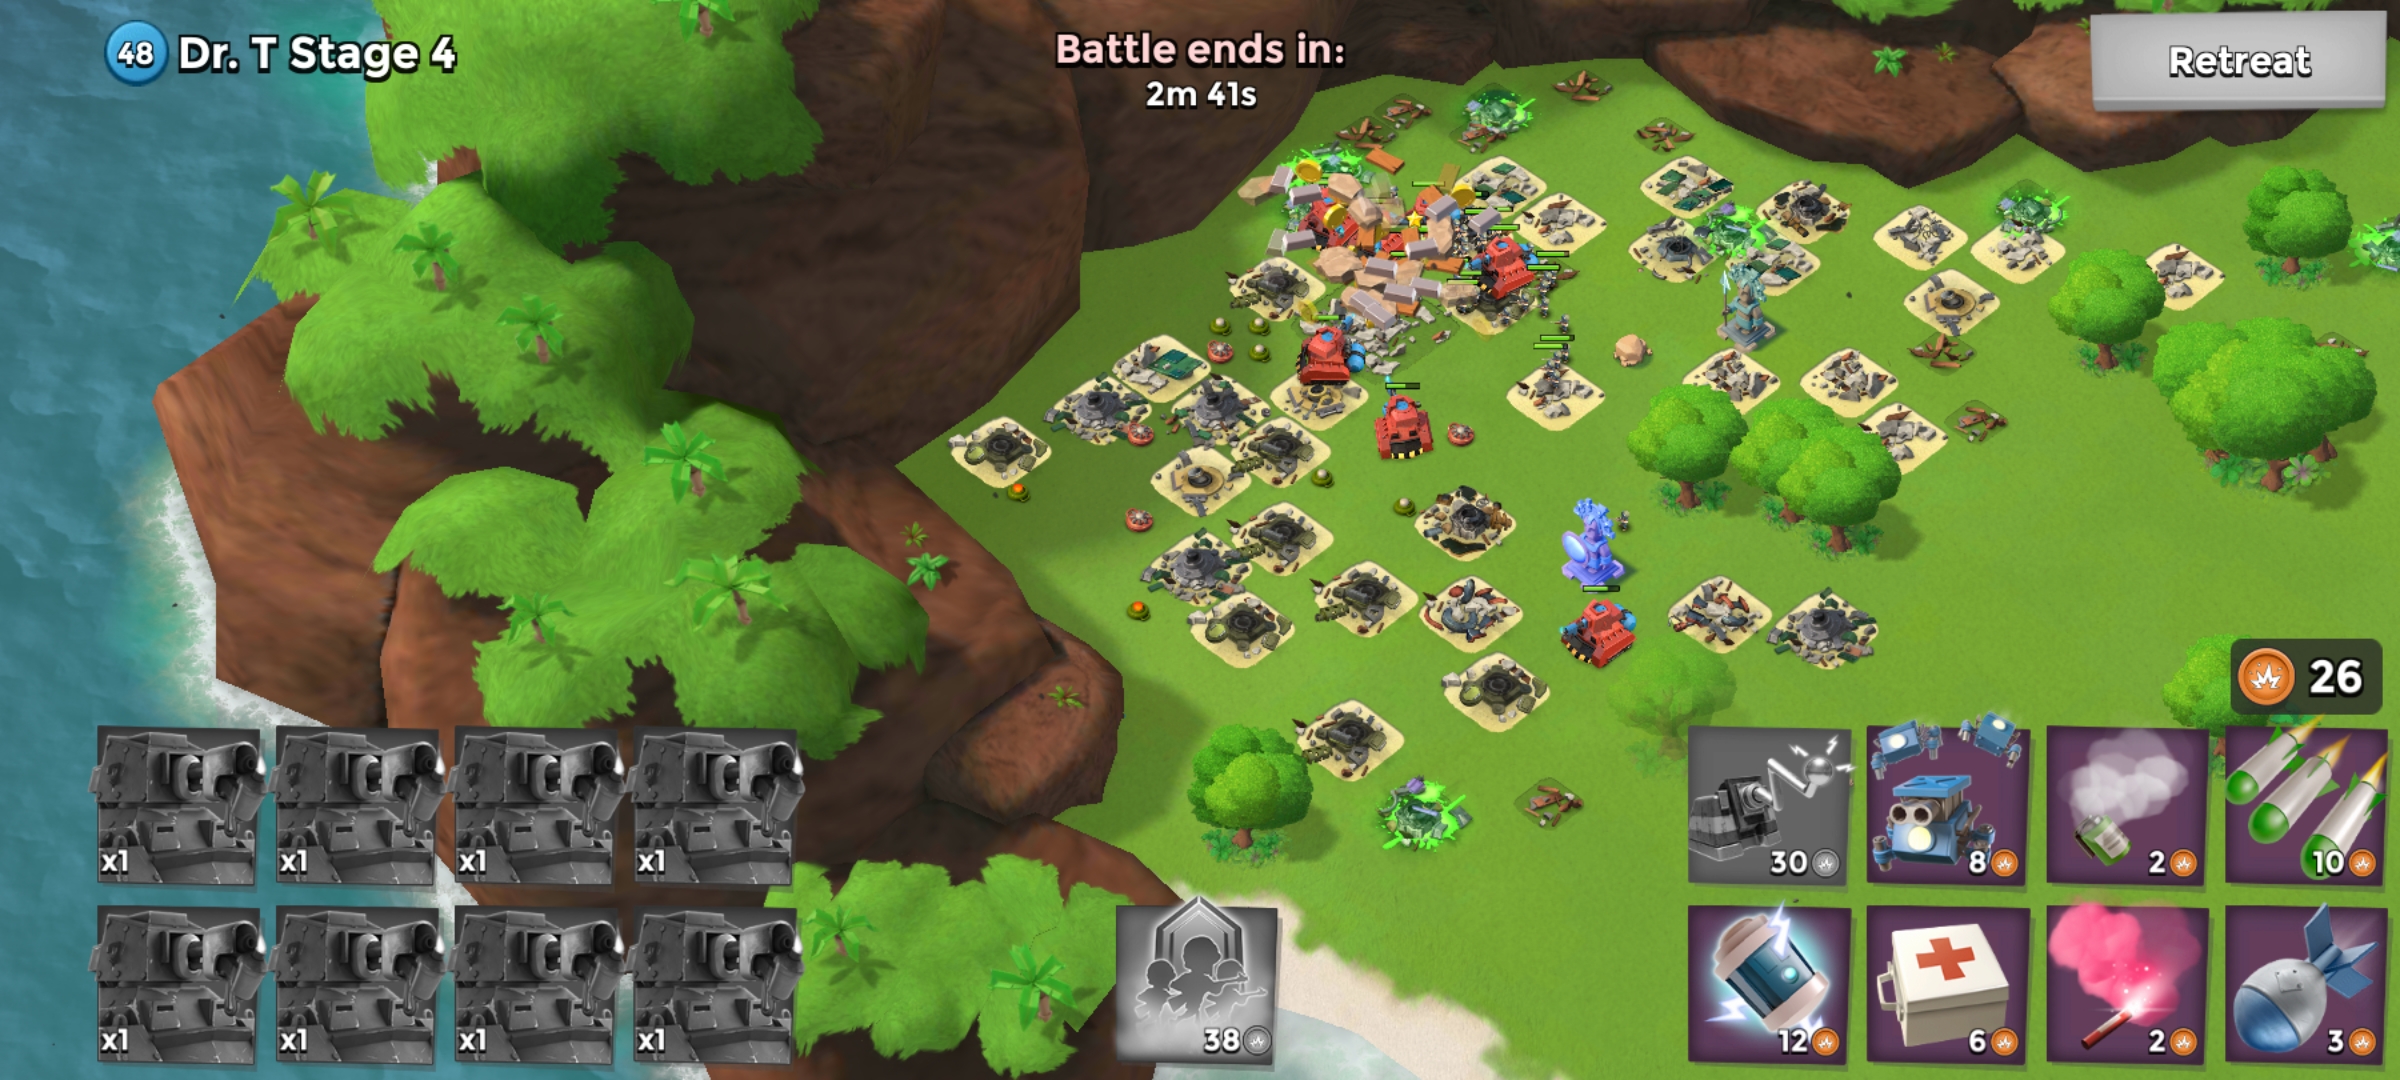 48 Dr. T Stage 4
Battle ends in:
2m 41s
Retreat
26
x1 x1 x1 x1
30 8 2 10
x1 x1 x1 x1
38
12 6 2 3